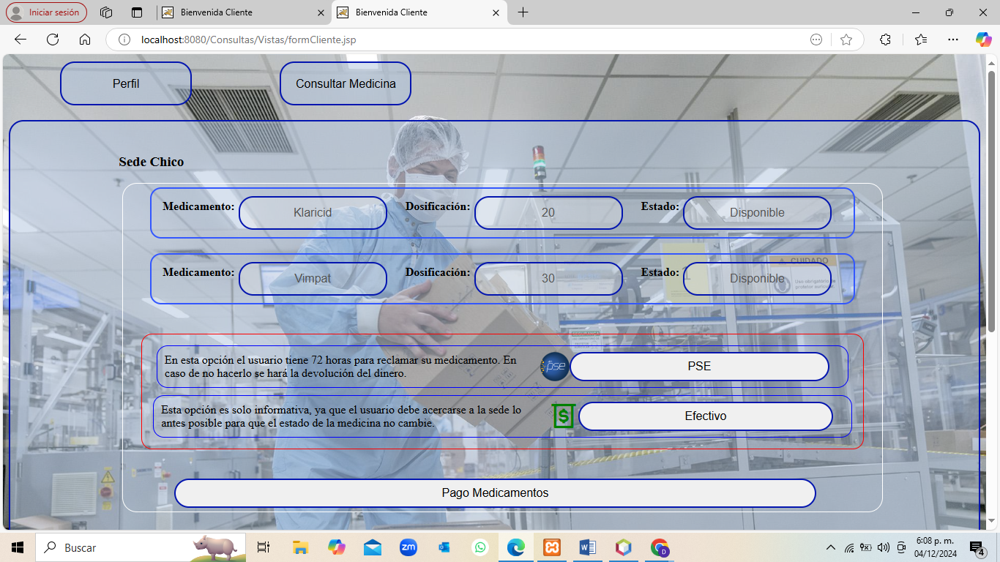 Iniciar sesión
Bienvenida Cliente
Bienvenida Cliente
localhost:8080/Consultas/Vistas/formCliente.jsp
Perfil
Consultar Medicina
Sede Chico
Medicamento: Klaricid Dosificación: 20 Estado: Disponible
CUIDADO
Medicamento: Vimpat Dosificación: 30 Estado: Disponible
En esta opción el usuario tiene 72 horas para reclamar su medicamento. En
caso de no hacerlo se hará la devolución del dinero.
pse PSE
Esta opción es solo informativa, ya que el usuario debe acercarse a la sede lo
antes posible para que el estado de la medicina no cambie.
$ Efectivo
Pago Medicamentos
Buscar
zm
6:08 p. m.
04/12/2024
4